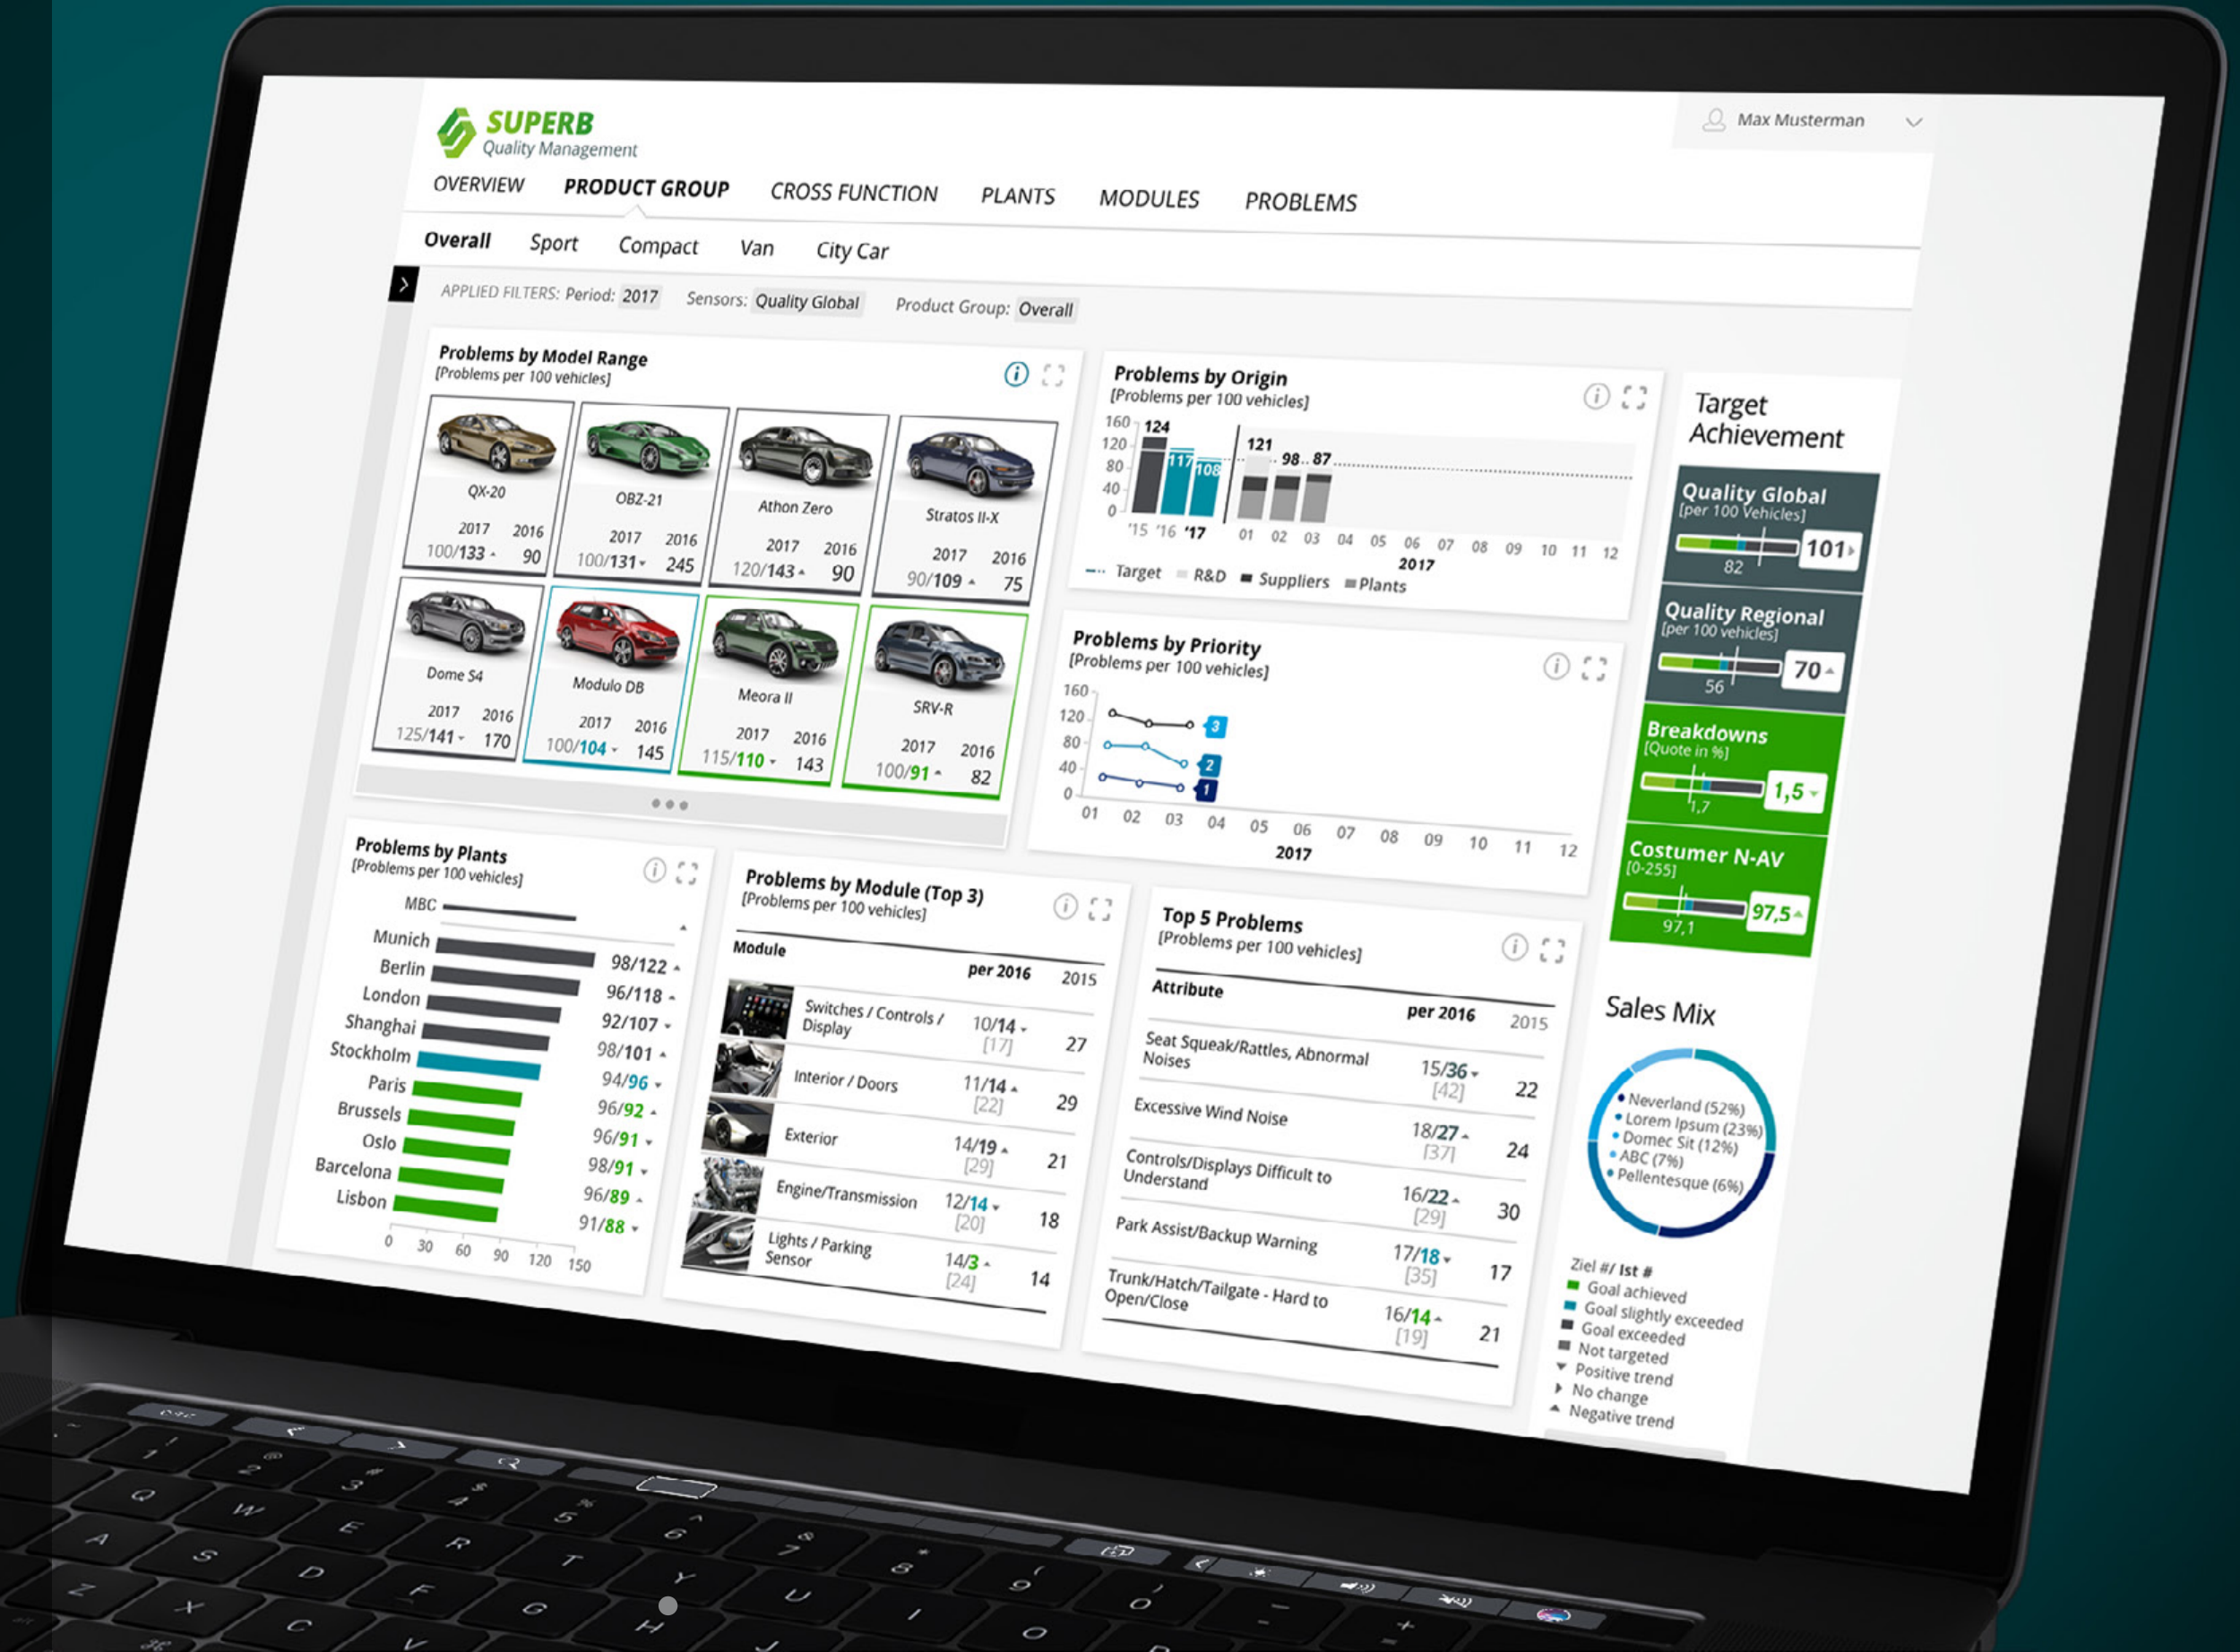 SUPERB
Quality Management
Max Musterman
OVERVIEW PRODUCT GROUP CROSS FUNCTION PLANTS MODULES PROBLEMS
Overall Sport Compact Van City Car
APPLIED FILTERS: Period: 2017 Sensors: Quality Global Product Group: Overall
Problems by Model Range
[Problems per 100 vehicles]
QX-20
2017 2016
100/133 90
OBZ-21
2017 2016
100/131 245
Athon Zero
2017 2016
120/143 90
Stratos II-X
2017 2016
90/109 75
Dome S4
2017 2016
125/141 170
Modulo DB
2017 2016
100/104 145
Meora II
2017 2016
115/110 143
SRV-R
2017 2016
100/91 82
Problems by Origin
[Problems per 100 vehicles]
160
120
80
40
0
124
117
108
121
98
87
'15 '16 '17 01 02 03 04 05 06 07 08 09 10 11 12
2017
Target R&D Suppliers Plants
Problems by Priority
[Problems per 100 vehicles]
160
120
80
40
0
3
2
1
01 02 03 04 05 06 07 08 09 10 11 12
2017
Target
Achievement
Quality Global
[per 100 Vehicles]
101
82
Quality Regional
[per 100 vehicles]
70
56
Breakdowns
[Quote in %]
1,5
1,7
Costumer N-AV
[0-255]
97,5
97,1
Problems by Plants
[Problems per 100 vehicles]
MBC
Munich 98/122
Berlin 96/118
London 92/107
Shanghai 98/101
Stockholm 94/96
Paris 96/92
Brussels 96/91
Oslo 98/91
Barcelona 96/89
Lisbon 91/88
0 30 60 90 120 150
Problems by Module (Top 3)
[Problems per 100 vehicles]
Module per 2016 2015
Switches / Controls /
Display
10/14 27
[17]
Interior / Doors 11/14 29
[22]
Exterior 14/19 21
[29]
Engine/Transmission 12/14 18
[20]
Lights / Parking
Sensor
14/3 14
[24]
Top 5 Problems
[Problems per 100 vehicles]
Attribute per 2016 2015
Seat Squeak/Rattles, Abnormal
Noises
15/36 22
[42]
Excessive Wind Noise 18/27 24
[37]
Controls/Displays Difficult to
Understand
16/22 30
[29]
Park Assist/Backup Warning 17/18 17
[35]
Trunk/Hatch/Tailgate - Hard to
Open/Close
16/14 21
[19]
Sales Mix
Neverland (52%)
Lorem Ipsum (23%)
Domec Sit (12%)
ABC (7%)
Pellentesque (6%)
Ziel #/ Ist #
Goal achieved
Goal slightly exceeded
Goal exceeded
Not targeted
Positive trend
No change
Negative trend
esc
! @ # $ % ^ & * ( )
1 2 3 4 5 6 7 8 9 0
Q W E R T Y U I O
A S D F G H J
Z X C V